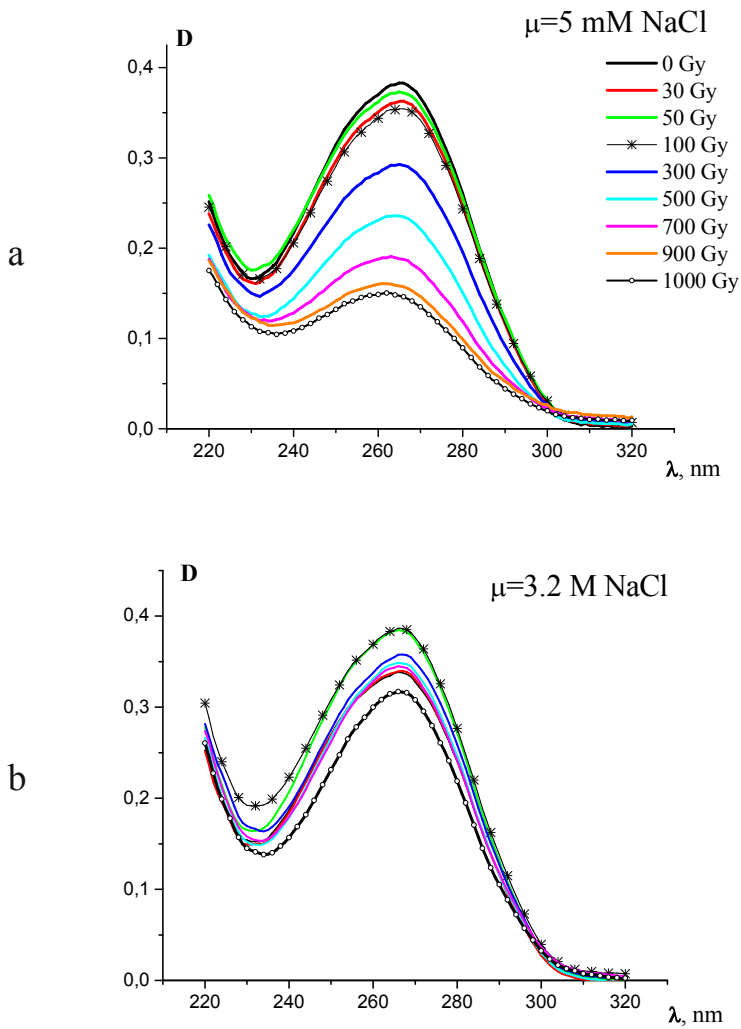 μ=5 mM NaCl
D
0 Gy
30 Gy
50 Gy
100 Gy
300 Gy
500 Gy
700 Gy
900 Gy
1000 Gy
0,4
0,3
0,2
0,1
0,0
220 240 260 280 300 320
λ, nm
a
μ=3.2 M NaCl
D
0,4
0,3
0,2
0,1
0,0
220 240 260 280 300 320
λ, nm
b